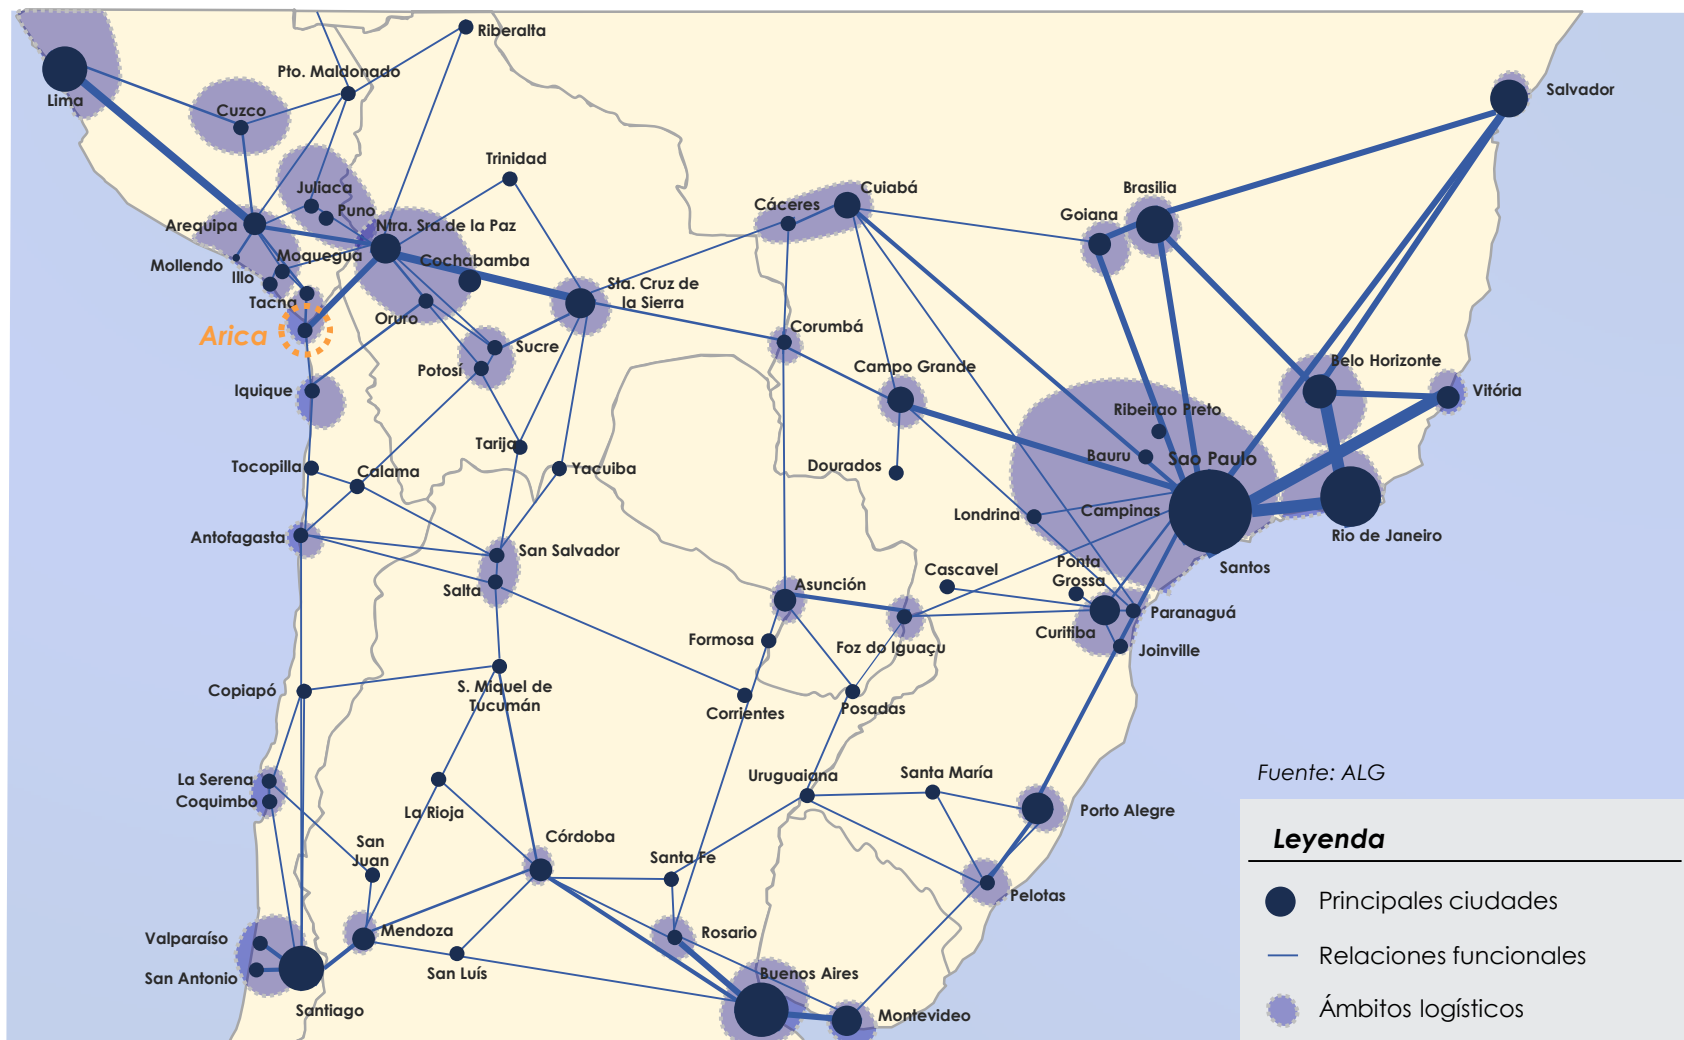 Riberalta
Pto. Maldonado
Lima
Cuzco
Salvador
Trinidad
Juliaca
Puno
Cuiabá
Cáceres
Brasilia
Goiana
Arequipa
Ntra. Sra.de la Paz
Mollendo
Moquegua
Illo
Cochabamba
Tacna
Oruro
Sta. Cruz de
la Sierra
Arica
Corumbá
Sucre
Potosí
Campo Grande
Belo Horizonte
Vitória
Iquique
Ribeirao Preto
Tarija
Bauru
Sao Paulo
Tocopilla
Calama
Yacuiba
Dourados
Londrina
Campinas
Antofagasta
Rio de Janeiro
San Salvador
Salta
Cascavel
Ponta
Grossa
Santos
Asunción
Paranaguá
Formosa
Foz do Iguaçu
Curitiba
Joinville
Copiapó
S. Miquel de
Tucumán
Corrientes
Posadas
La Serena
Coquimbo
Uruguaiana
Santa María
Fuente: ALG
La Rioja
Porto Alegre
San
Juan
Córdoba
Santa Fe
Leyenda
Pelotas
Principales ciudades
Valparaíso
Mendoza
Rosario
Relaciones funcionales
San Antonio
San Luís
Buenos Aires
Santiago
Montevideo
Ámbitos logísticos